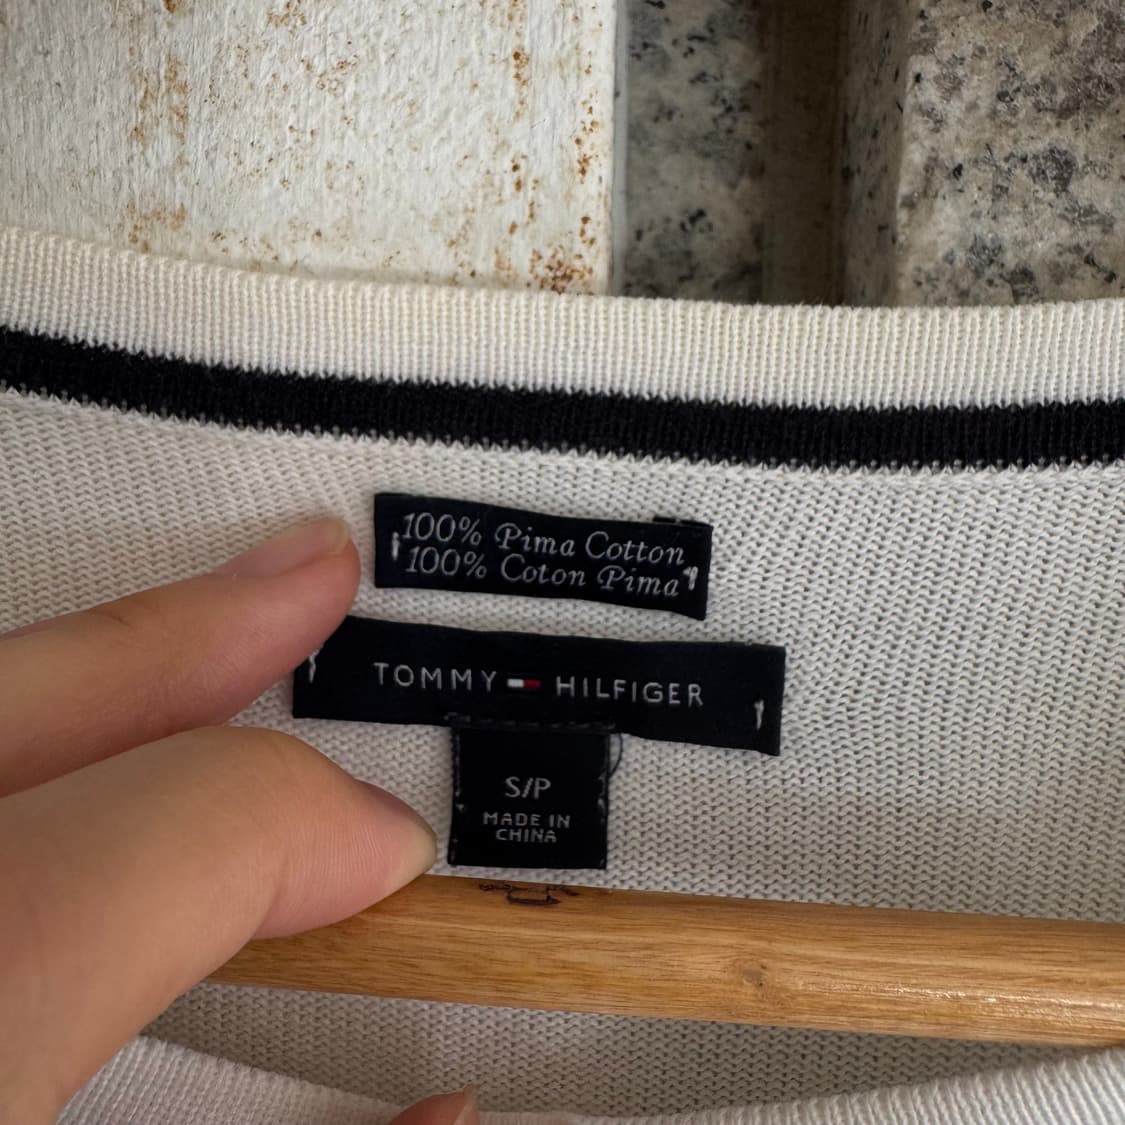 100% Pima Cotton
100% Coton Pima
TOMMY HILFIGER
S/P
MADE IN
CHINA